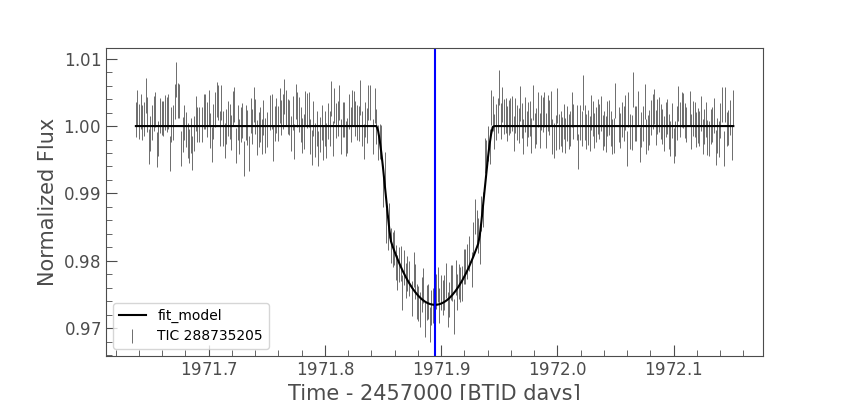 1.01
1.00
0.99
0.98
0.97
Normalized Flux
fit_model
TIC 288735205
1971.7
1971.8
1971.9
1972.0
1972.1
Time - 2457000 [BTJD days]